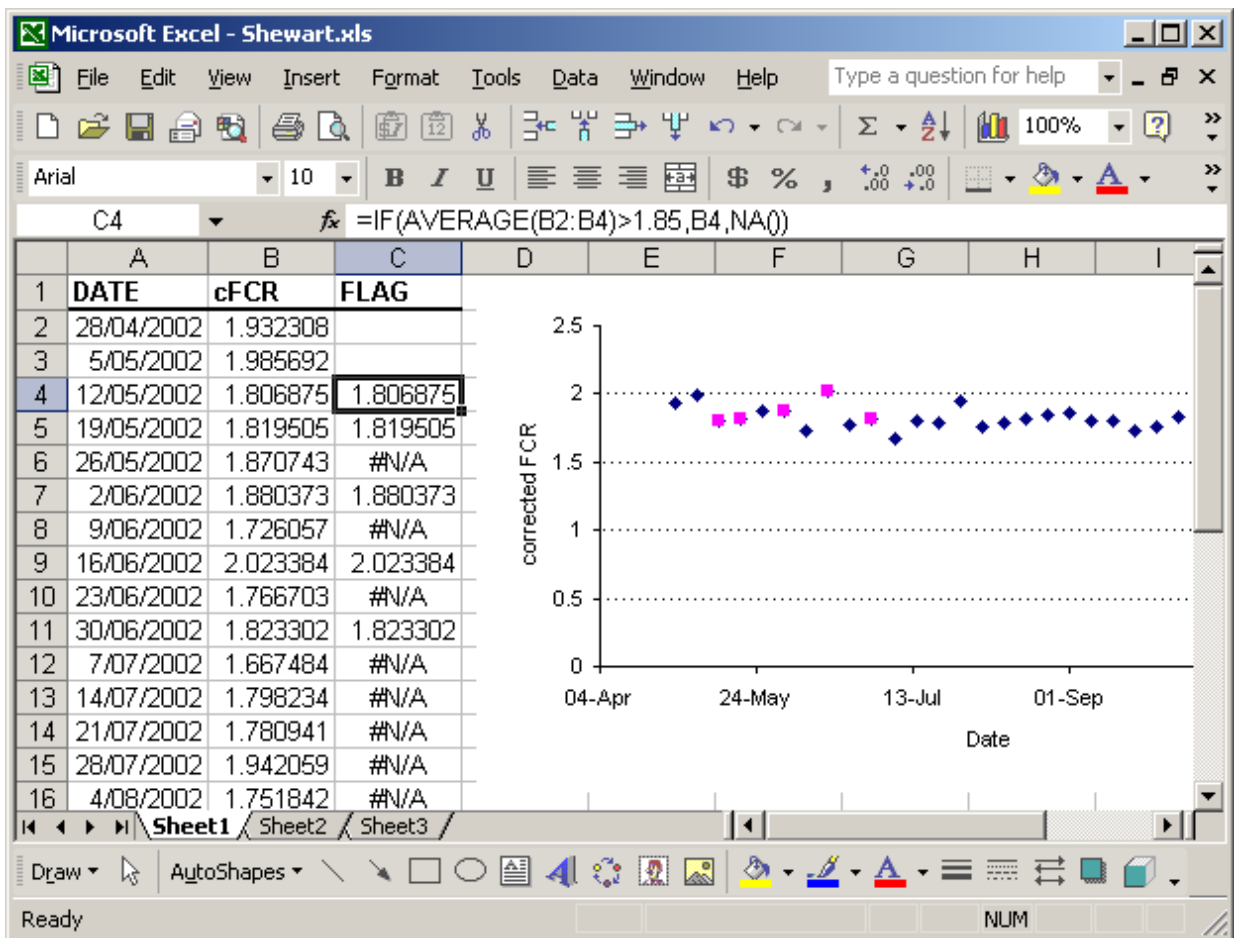 Microsoft Excel - Shewart.xls
File Edit View Insert Format Tools Data Window Help Type a question for help
100%
Arial 10 B I U $ % ,
C4 fx =IF(AVERAGE(B2:B4)>1.85,B4,NA())
A B C D E F G H I
1 DATE cFCR FLAG
2 28/04/2002 1.932308
3 5/05/2002 1.985692
4 12/05/2002 1.806875 1.806875
5 19/05/2002 1.819505 1.819505
6 26/05/2002 1.870743 #N/A
7 2/06/2002 1.880373 1.880373
8 9/06/2002 1.726057 #N/A
9 16/06/2002 2.023384 2.023384
10 23/06/2002 1.766703 #N/A
11 30/06/2002 1.823302 1.823302
12 7/07/2002 1.667484 #N/A
13 14/07/2002 1.798234 #N/A
14 21/07/2002 1.780941 #N/A
15 28/07/2002 1.942059 #N/A
16 4/08/2002 1.751842 #N/A
2.5
2
1.5
1
0.5
0
corrected FCR
04-Apr 24-May 13-Jul 01-Sep
Date
Sheet1 Sheet2 Sheet3
Draw AutoShapes
Ready NUM